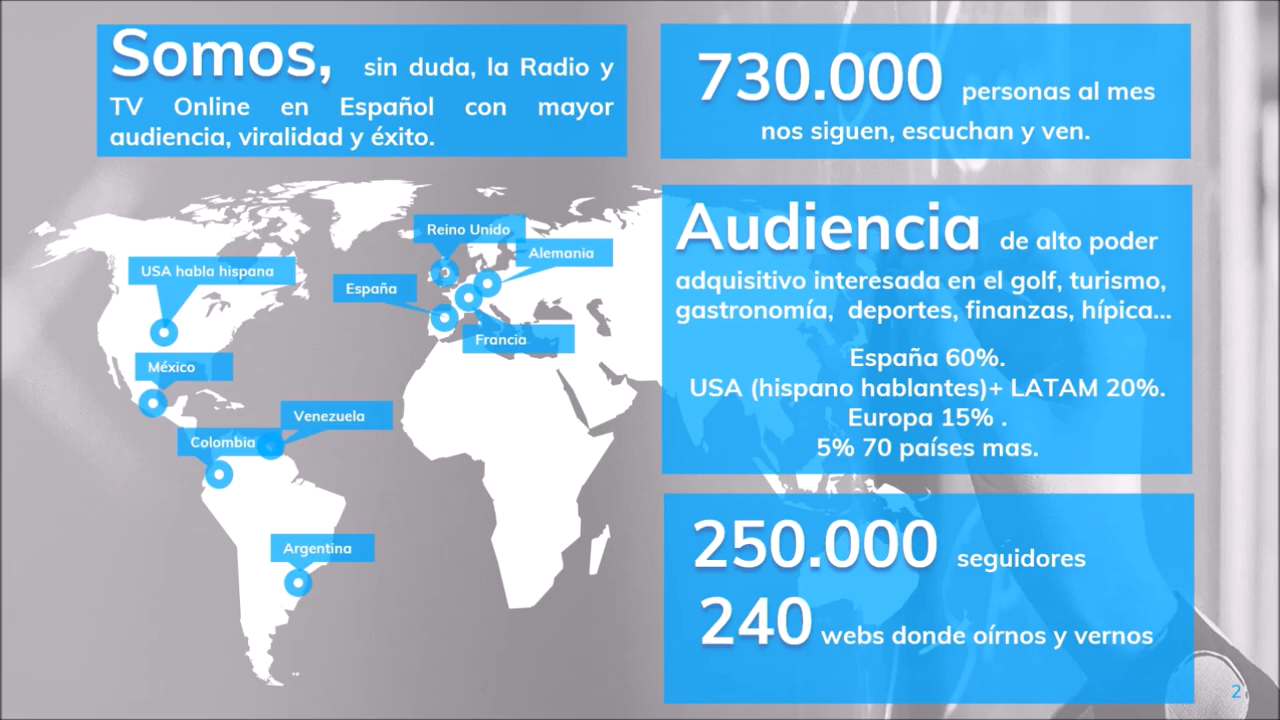 Somos, sin duda, la Radio y
TV Online en Español con mayor
audiencia, viralidad y éxito.
730.000 personas al mes
nos siguen, escuchan y ven.
Audiencia de alto poder
adquisitivo interesada en el golf, turismo,
gastronomía, deportes, finanzas, hípica...
España 60%.
USA (hispano hablantes)+ LATAM 20%.
Europa 15% .
5% 70 países mas.
250.000 seguidores
240 webs donde oírnos y vernos
Reino Unido
Alemania
USA habla hispana
España
Francia
México
Venezuela
Colombia
Argentina
2